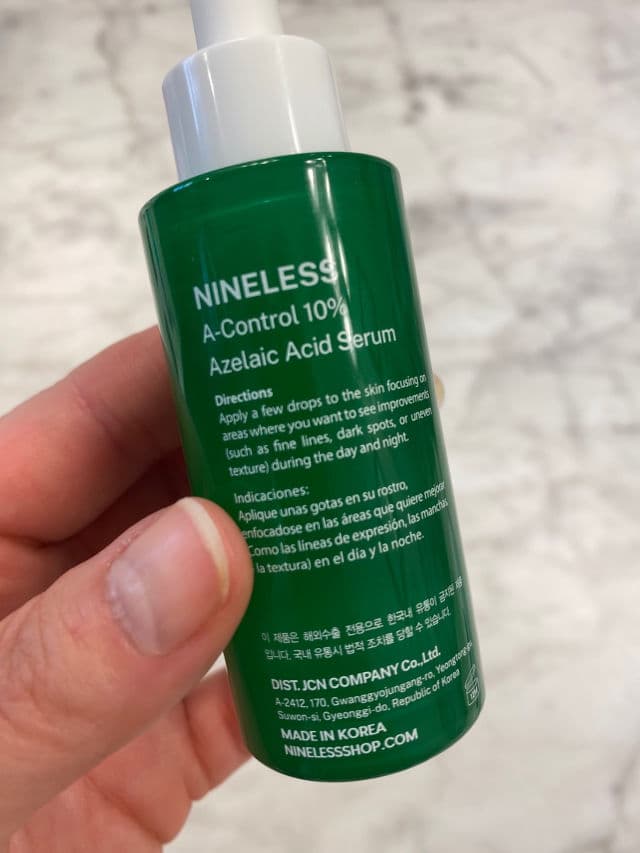 NINELESS
A-Control 10%
Azelaic Acid Serum
Directions
Apply a few drops to the skin focusing on
areas where you want to see improvements
(such as fine lines, dark spots, or uneven
texture) during the day and night.
Indicaciones:
Aplique unas gotas en su rostro,
enfocadose en las áreas que quiere mejorar
Como las lineas de expresión, las manchas,
la textura) en el día y la noche.
이 제품은 해외수출 전용으로 한국내 유통이 금지된 제품
입니다. 국내 유통시 법적 조치를 당할 수 있습니다.
DIST. JCN COMPANY Co.,Ltd.
A-2412, 170, Gwanggyojungang-ro, Yeongtong-gu,
Suwon-si, Gyeonggi-do, Republic of Korea
12M
MADE IN KOREA
NINELESSSHOP.COM